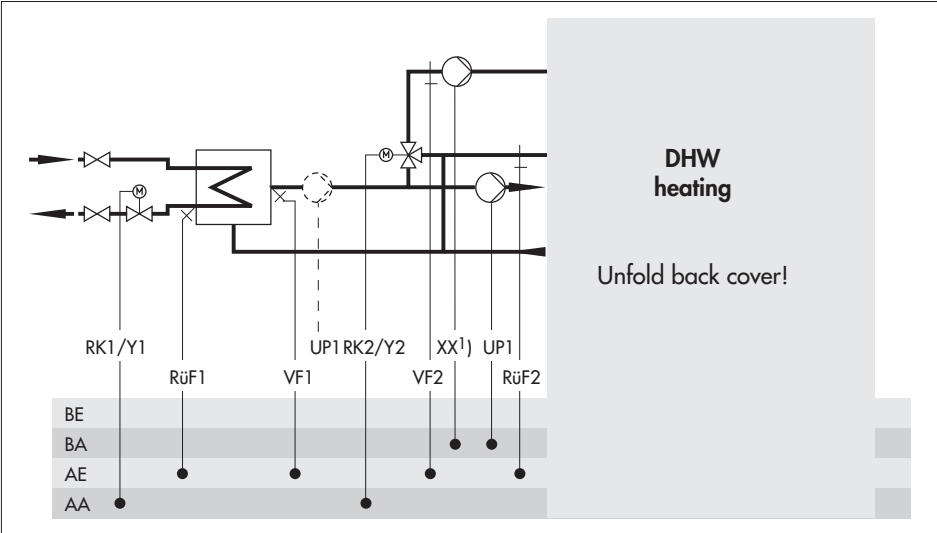 M
M
DHW
heating
Unfold back cover!
RK1/Y1 UP1 RK2/Y2 XX1) UP1
RüF1 VF1 VF2 RüF2
BE
BA
AE
AA